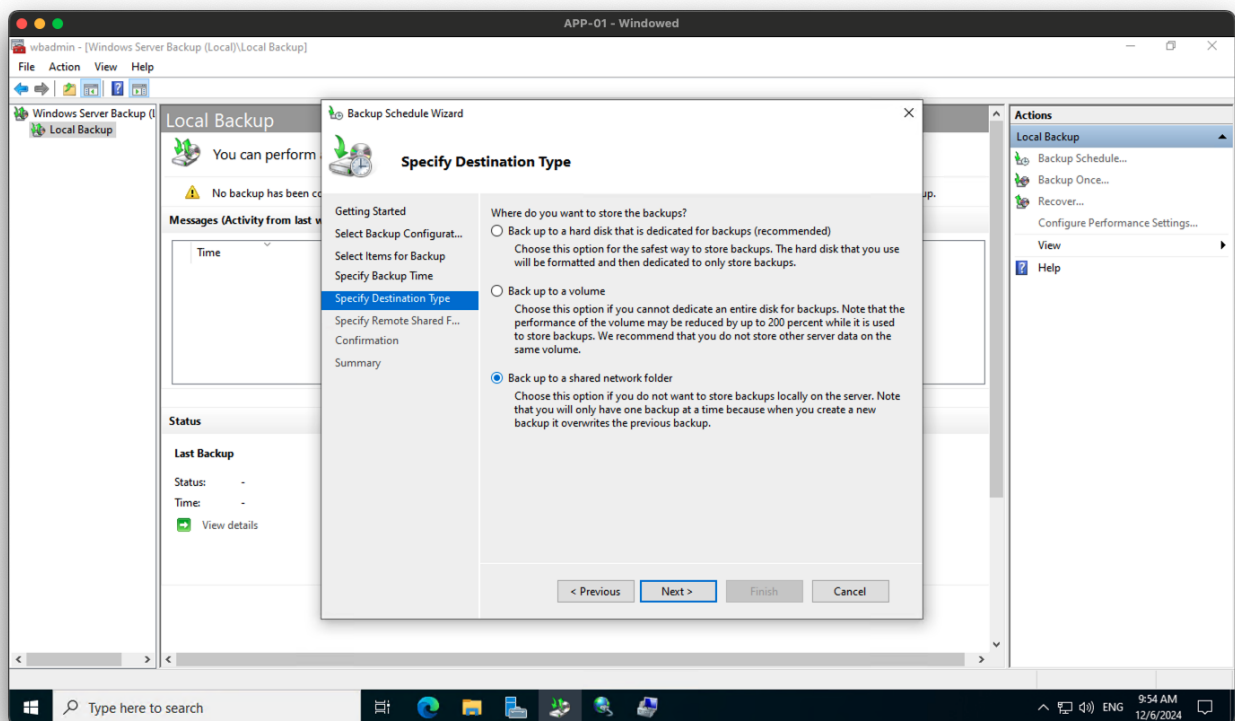 APP-01 - Windowed
wbadmin - [Windows Server Backup (Local)\Local Backup]
File Action View Help
Windows Server Backup (L
Local Backup
Local Backup
You can perform
No backup has been co
up.
Messages (Activity from last w
Time
Status
Last Backup
Status: -
Time: -
View details
Backup Schedule Wizard
Specify Destination Type
Getting Started
Select Backup Configurat...
Select Items for Backup
Specify Backup Time
Specify Destination Type
Specify Remote Shared F...
Confirmation
Summary
Where do you want to store the backups?
Back up to a hard disk that is dedicated for backups (recommended)
Choose this option for the safest way to store backups. The hard disk that you use
will be formatted and then dedicated to only store backups.
Back up to a volume
Choose this option if you cannot dedicate an entire disk for backups. Note that the
performance of the volume may be reduced by up to 200 percent while it is used
to store backups. We recommend that you do not store other server data on the
same volume.
Back up to a shared network folder
Choose this option if you do not want to store backups locally on the server. Note
that you will only have one backup at a time because when you create a new
backup it overwrites the previous backup.
< Previous
Next >
Finish
Cancel
Actions
Local Backup
Backup Schedule...
Backup Once...
Recover...
Configure Performance Settings...
View
Help
Type here to search
ENG
9:54 AM
12/6/2024